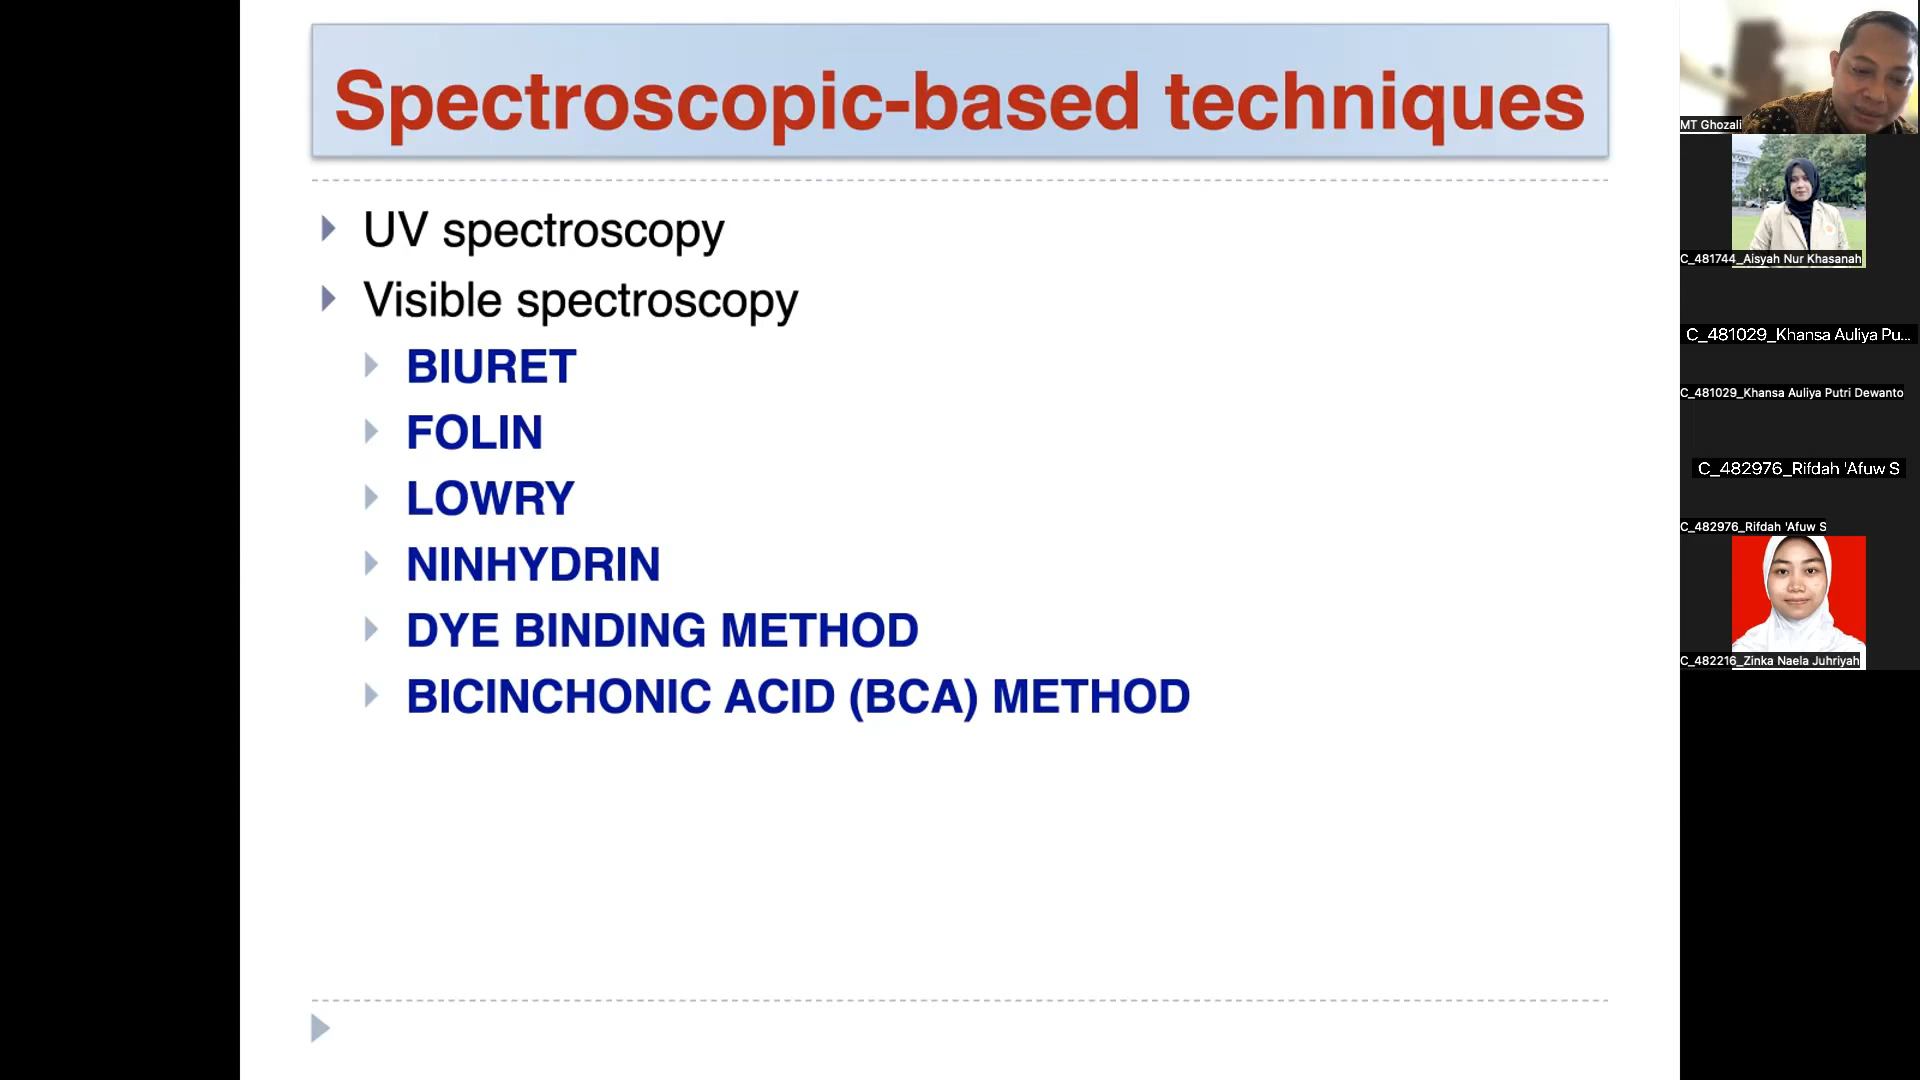 Spectroscopic-based techniques
UV spectroscopy
Visible spectroscopy
BIURET
FOLIN
LOWRY
NINHYDRIN
DYE BINDING METHOD
BICINCHONIC ACID (BCA) METHOD
MT Ghozali
C_481744_Aisyah Nur Khasanah
C_481029_Khansa Auliya Pu...
C_481029_Khansa Auliya Putri Dewanto
C_482976_Rifdah 'Afuw S
C_482976_Rifdah 'Afuw S
C_482216_Zinka Naela Juhriyah